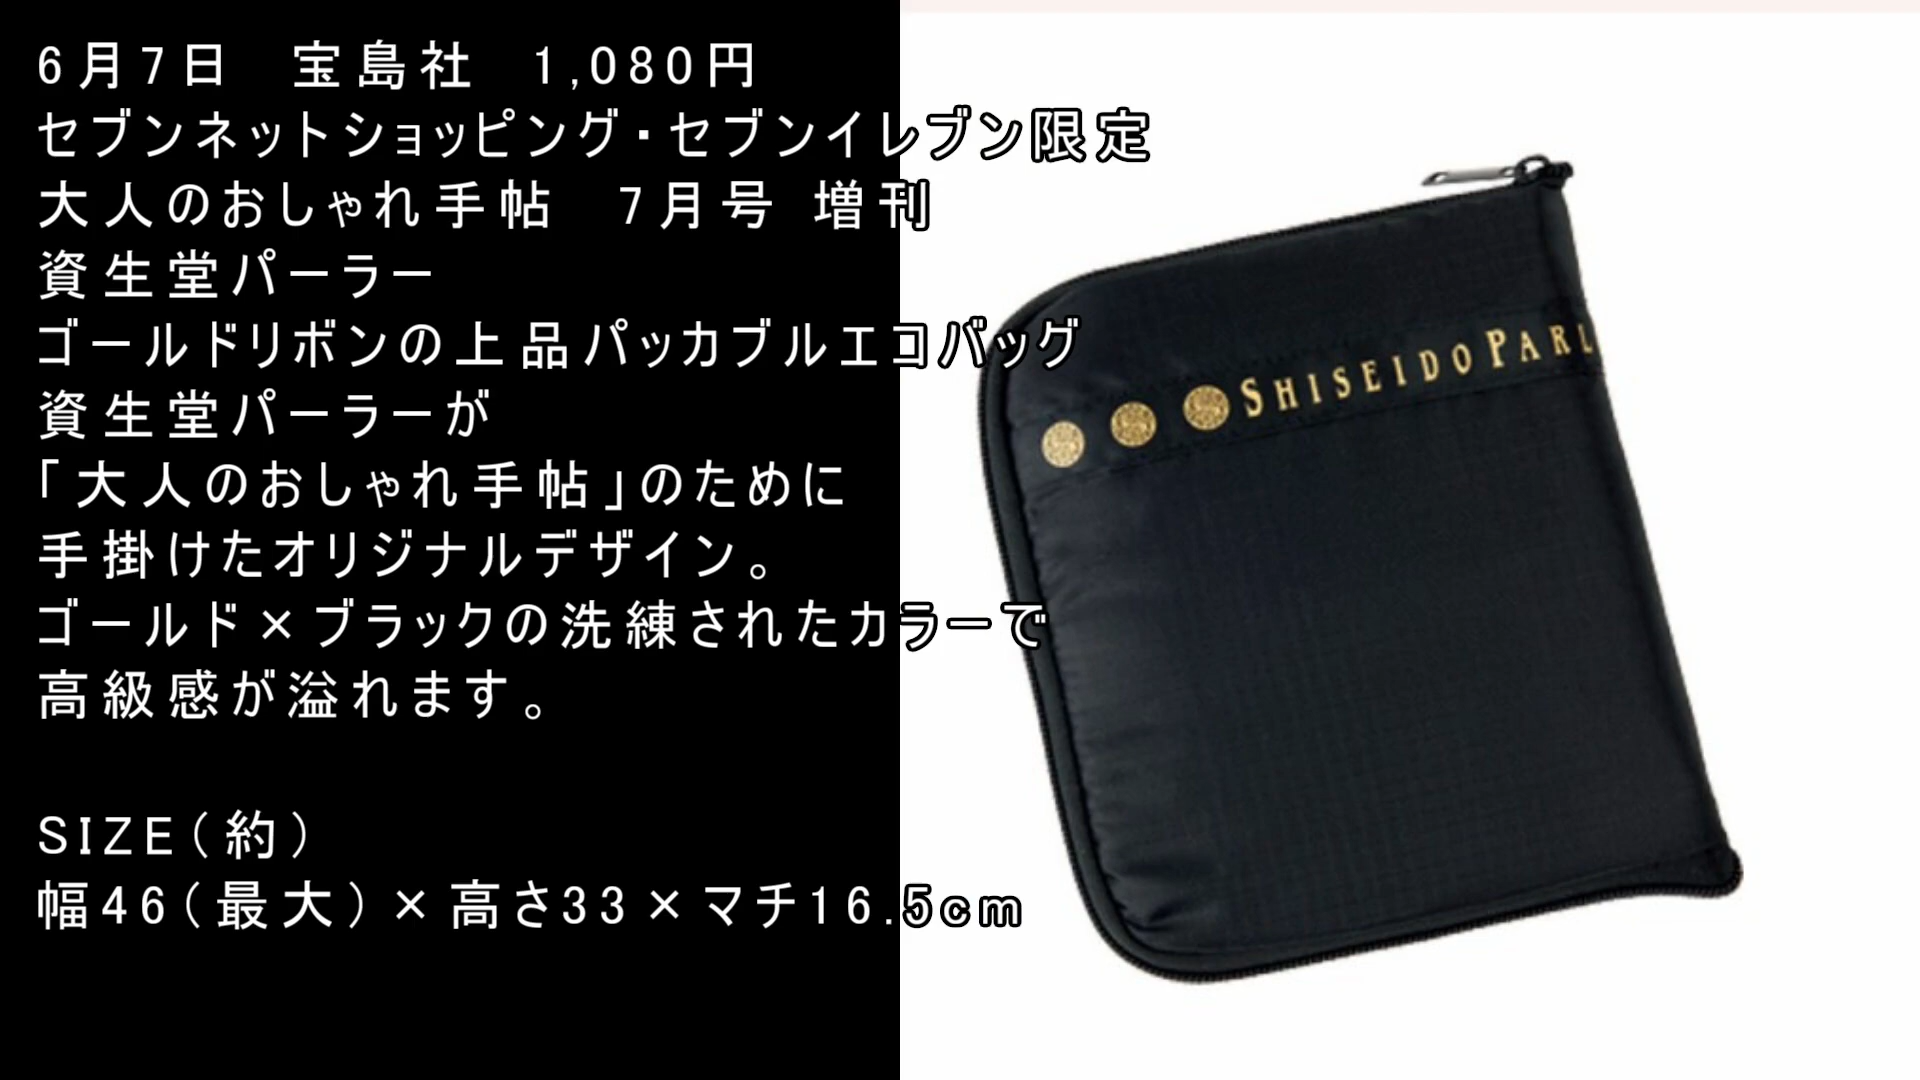 6月7日　宝島社　1,080円
セブンネットショッピング・セブンイレブン限定
大人のおしゃれ手帖　7月号 増刊
資生堂パーラー
ゴールドリボンの上品パッカブルエコバッグ
資生堂パーラーが
「大人のおしゃれ手帖」のために
手掛けたオリジナルデザイン。
ゴールド×ブラックの洗練されたカラーで
高級感が溢れます。
SIZE(約)
幅46(最大)×高さ33×マチ16.5cm
SHISEIDO PARL